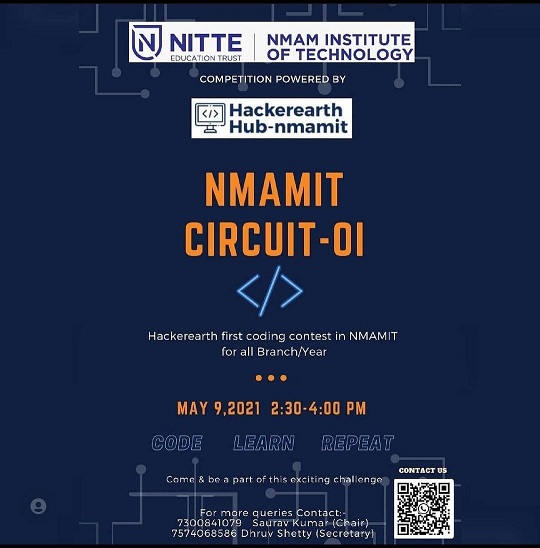 NITTE
EDUCATION TRUST
NMAM INSTITUTE
OF TECHNOLOGY
COMPETITION POWERED BY
</>
Hackerearth
Hub-nmamit
NMAMIT
CIRCUIT-01
</>
Hackerearth first coding contest in NMAMIT
for all Branch/Year
MAY 9,2021 2:30-4:00 PM
CODE LEARN REPEAT
Come & be a part of this exciting challenge
CONTACT US
For more queries Contact:-
7300841079 Saurav Kumar (Chair)
7574068586 Dhruv Shetty (Secretary)